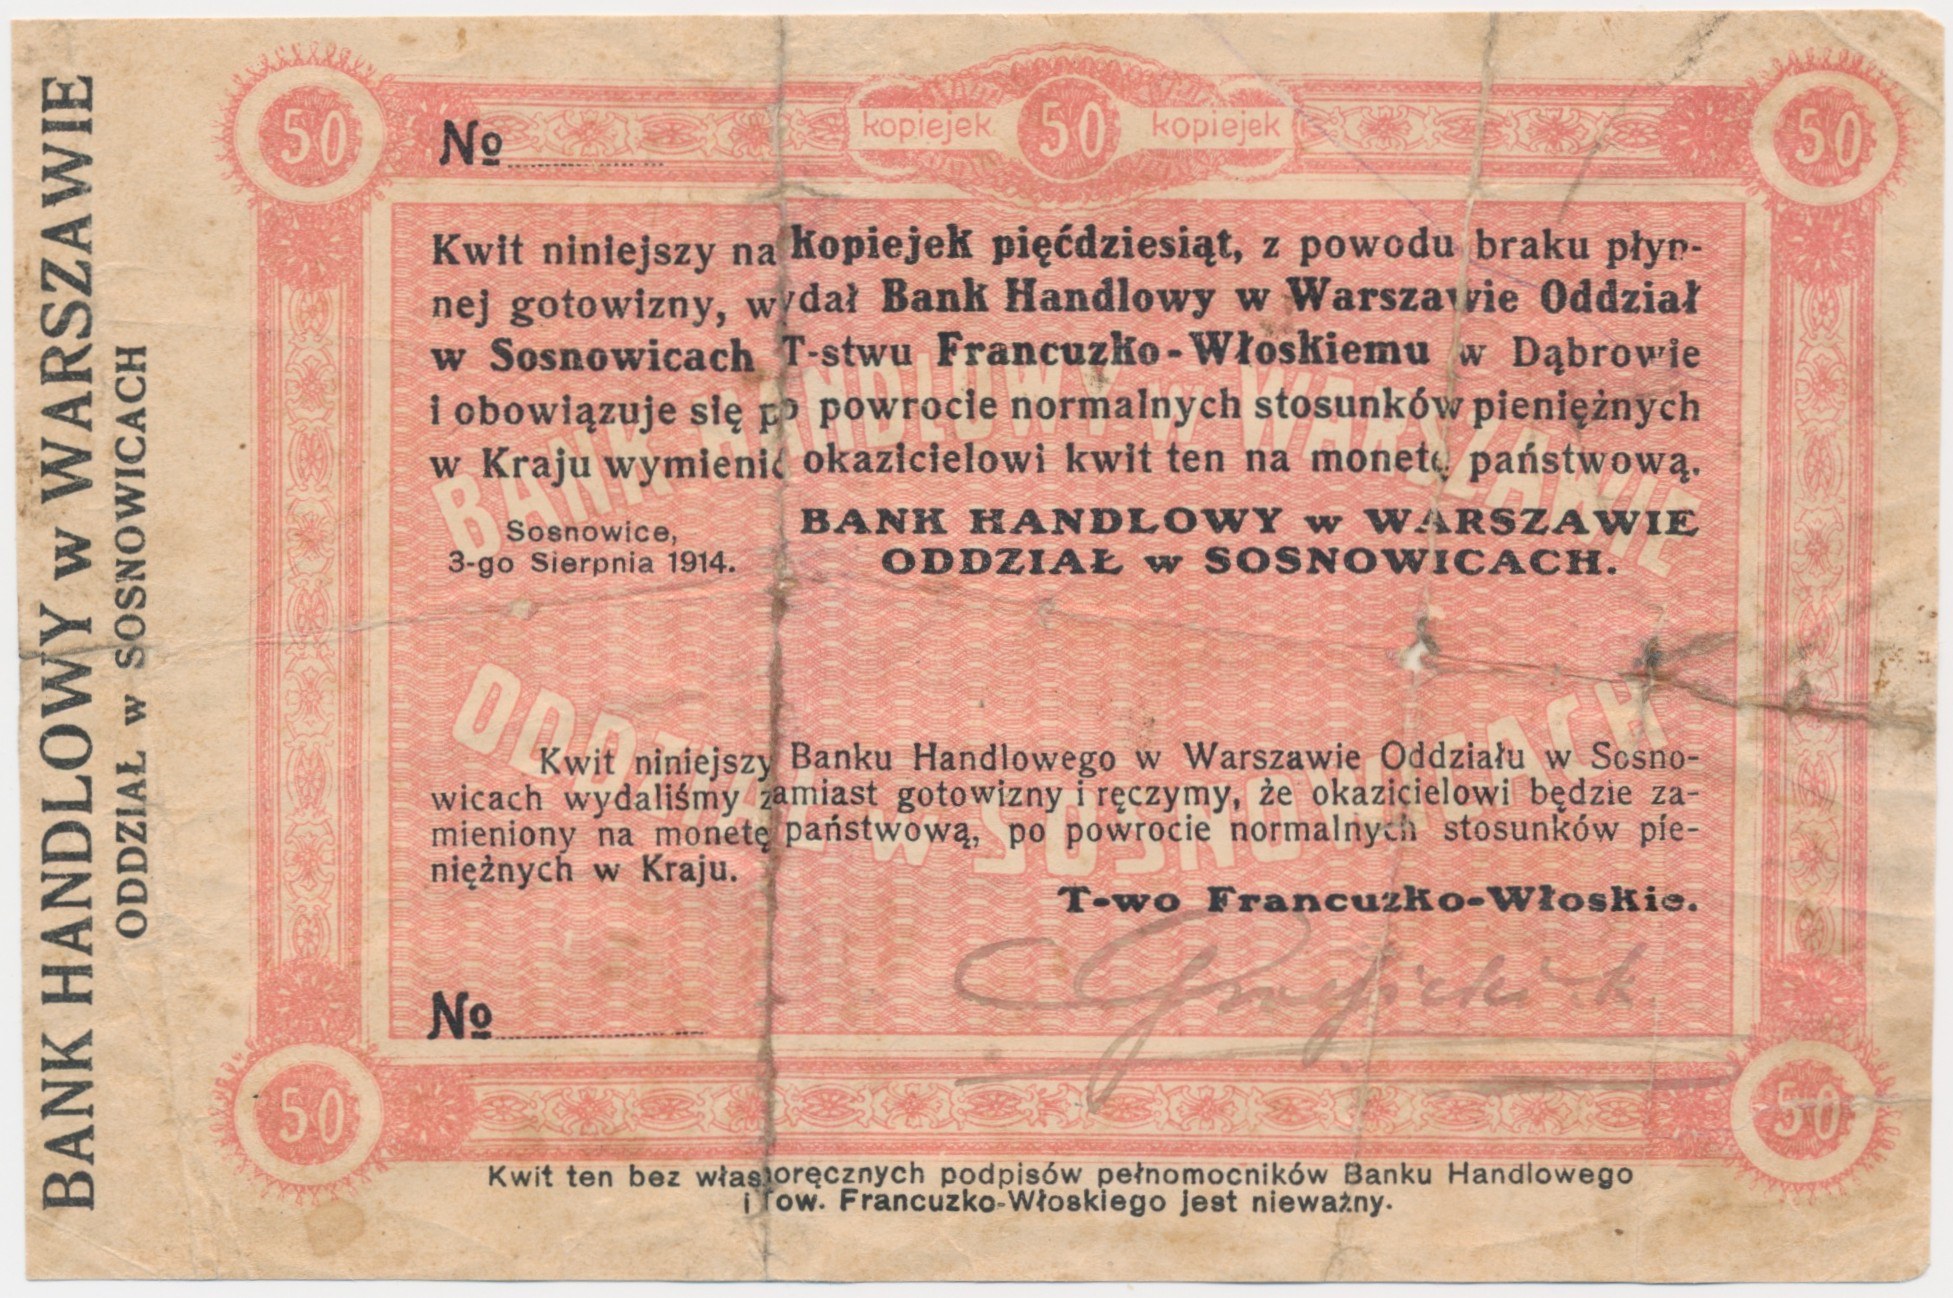 BANK HANDLOWY w WARSZAWIE
ODDZIAŁ w SOSNOWICACH
50
kopiejek 50 kopiejek
50
No
Kwit niniejszy na kopiejek pięćdziesiąt, z powodu braku płyn-
nej gotowizny, wydał Bank Handlowy w Warszawie Oddział
w Sosnowicach T-stwu Francuzko-Włoskiemu w Dąbrowie
i obowiązuje się po powrocie normalnych stosunków pieniężnych
w Kraju wymienić okazicielowi kwit ten na monetę państwową.
BANK HANDLOWY w WARSZAWIE
Sosnowice,
3-go Sierpnia 1914.
BANK HANDLOWY w WARSZAWIE
ODDZIAŁ w SOSNOWICACH.
ODDZIAŁ w SOSNOWICACH
Kwit niniejszy Banku Handlowego w Warszawie Oddziału w Sosno-
wicach wydaliśmy zamiast gotowizny i ręczymy, że okazicielowi będzie za-
mieniony na monetę państwową, po powrocie normalnych stosunków pie-
niężnych w Kraju.
T-wo Francuzko-Włoskie.
No
50
50
Kwit ten bez własnoręcznych podpisów pełnomocników Banku Handlowego
i Tow. Francuzko-Włoskiego jest nieważny.